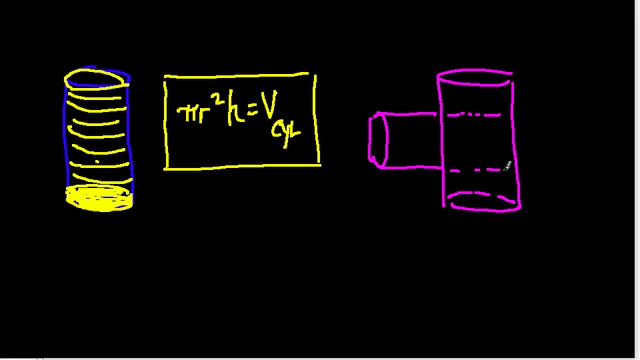 πr²h = V_CYL